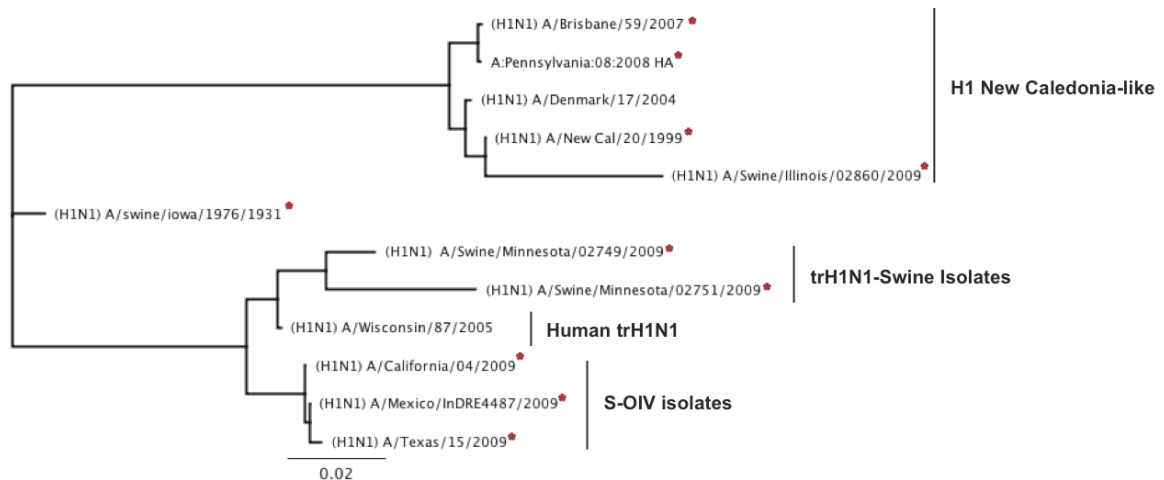 (H1N1) A/Brisbane/59/2007 *
A:Pennsylvania:08:2008 HA *
H1 New Caledonia-like
(H1N1) A/Denmark/17/2004
(H1N1) A/New Cal/20/1999 *
(H1N1) A/Swine/Illinois/02860/2009 *
(H1N1) A/swine/iowa/1976/1931 *
(H1N1) A/Swine/Minnesota/02749/2009 *
trH1N1-Swine Isolates
(H1N1) A/Swine/Minnesota/02751/2009 *
(H1N1) A/Wisconsin/87/2005
Human trH1N1
(H1N1) A/California/04/2009 *
(H1N1) A/Mexico/InDRE4487/2009 *
S-OIV isolates
(H1N1) A/Texas/15/2009 *
0.02